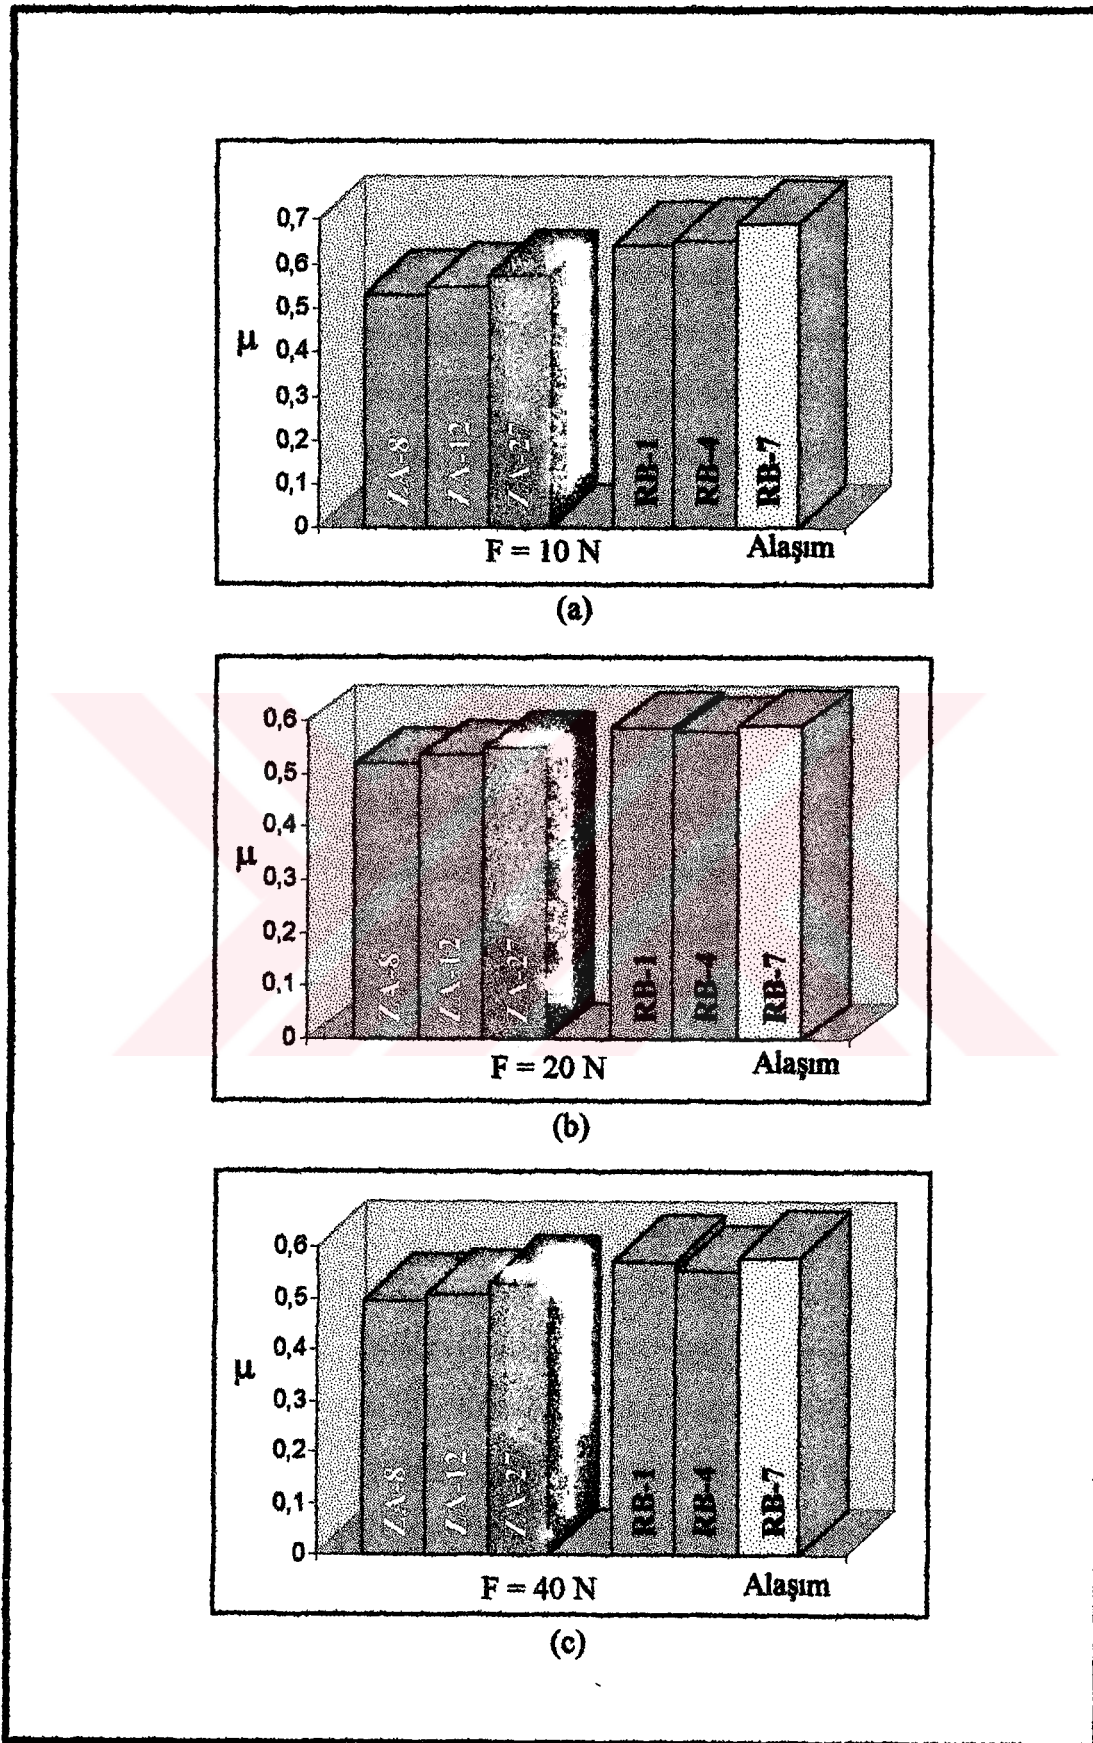 0,7
0,6
0,5
0,4
0,3
0,2
0,1
0
μ
ZA-8
ZA-12
ZA-27
RB-1
RB-4
RB-7
F = 10 N
Alaşım
(a)
0,6
0,5
0,4
0,3
0,2
0,1
0
μ
ZA-8
ZA-12
ZA-27
RB-1
RB-4
RB-7
F = 20 N
Alaşım
(b)
0,6
0,5
0,4
0,3
0,2
0,1
0
μ
ZA-8
ZA-12
ZA-27
RB-1
RB-4
RB-7
F = 40 N
Alaşım
(c)